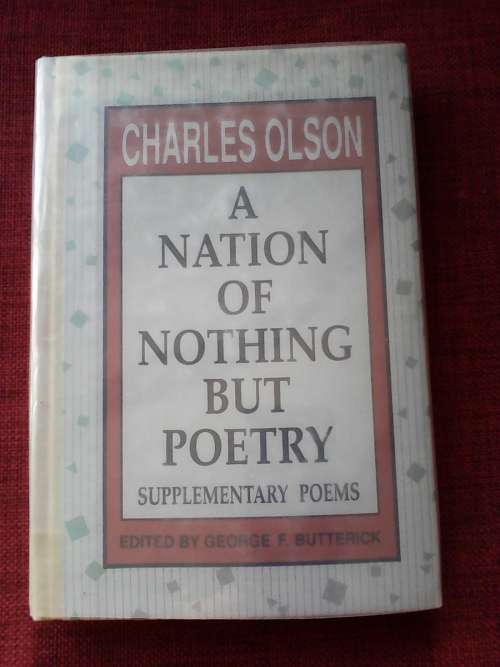 CHARLES OLSON
A
NATION
OF
NOTHING
BUT
POETRY
SUPPLEMENTARY POEMS
EDITED BY GEORGE F. BUTTERICK